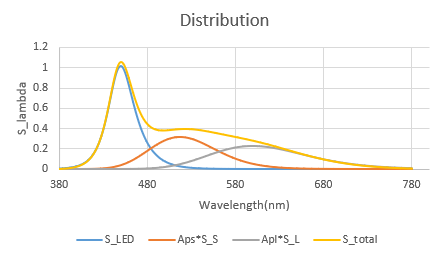 Distribution
S_lambda
1.2
1
0.8
0.6
0.4
0.2
0
380 480 580 680 780
Wavelength(nm)
S_LED Aps*S_S Apl*S_L S_total